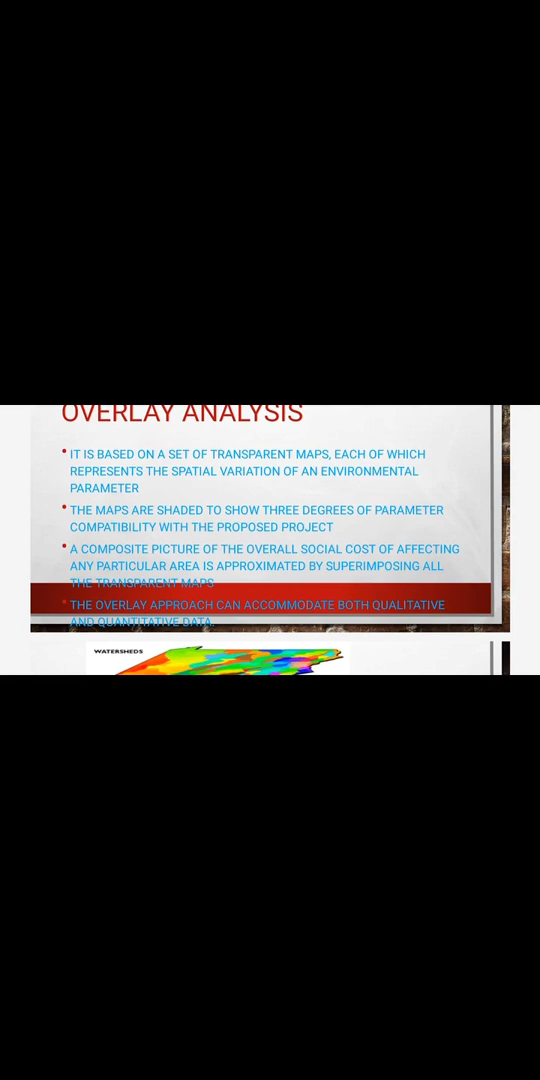 OVERLAY ANALYSIS
• IT IS BASED ON A SET OF TRANSPARENT MAPS, EACH OF WHICH
REPRESENTS THE SPATIAL VARIATION OF AN ENVIRONMENTAL
PARAMETER
• THE MAPS ARE SHADED TO SHOW THREE DEGREES OF PARAMETER
COMPATIBILITY WITH THE PROPOSED PROJECT
• A COMPOSITE PICTURE OF THE OVERALL SOCIAL COST OF AFFECTING
ANY PARTICULAR AREA IS APPROXIMATED BY SUPERIMPOSING ALL
THE TRANSPARENT MAPS
• THE OVERLAY APPROACH CAN ACCOMMODATE BOTH QUALITATIVE
AND QUANTITATIVE DATA.
WATERSHEDS